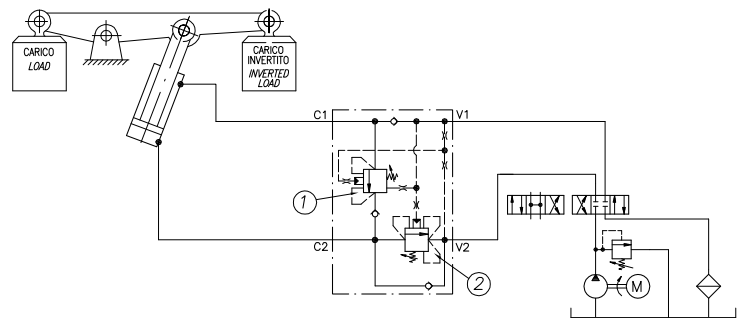 CARICO
LOAD
CARICO
INVERTITO
INVERTED
LOAD
C1
V1
1
C2
V2
2
M